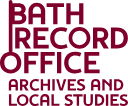 BATH
RECORD
OFFICE
ARCHIVES AND
LOCAL STUDIES